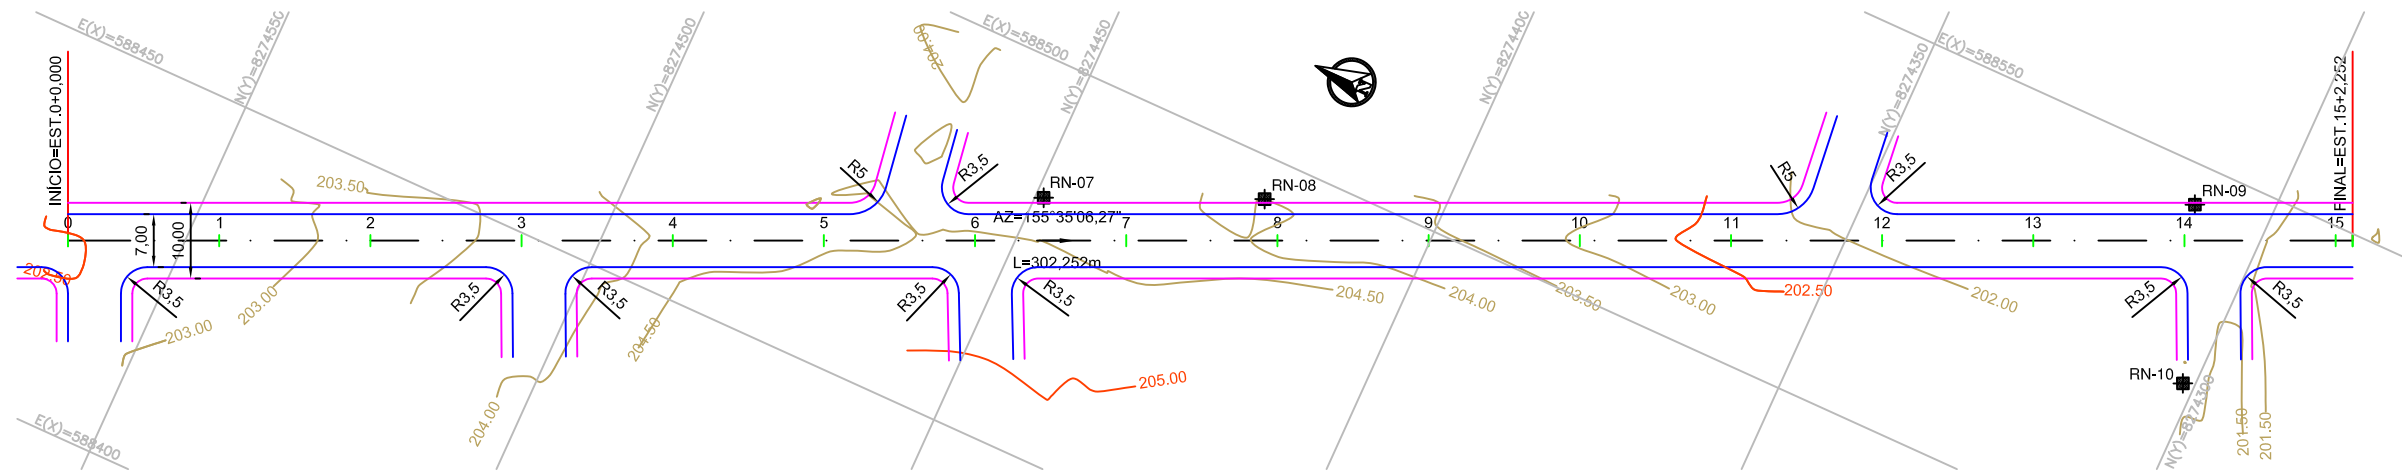 E(X)=588450
N(Y)=8274550
N(Y)=8274500
204.00
E(X)=588500
N(Y)=8274450
N
N(Y)=8274400
N(Y)=8274350
E(X)=588550
INÍCIO=EST.0+0,000
FINAL=EST.15+2,252
203.50
R5
R3,5
RN-07
RN-08
R5
R3,5
RN-09
AZ=155°35'06,27"
0 1 2 3 4 5 6 7 8 9 10 11 12 13 14 15
7,00
10,00
L=302,252m
202.50
R3,5
203.00
203.00
R3,5
R3,5
204.50
R3,5
R3,5
204.50
204.00
203.50
203.00
202.50
202.00
R3,5
R3,5
205.00
RN-10
204.00
E(X)=588400
N(Y)=8274300
201.50
201.50